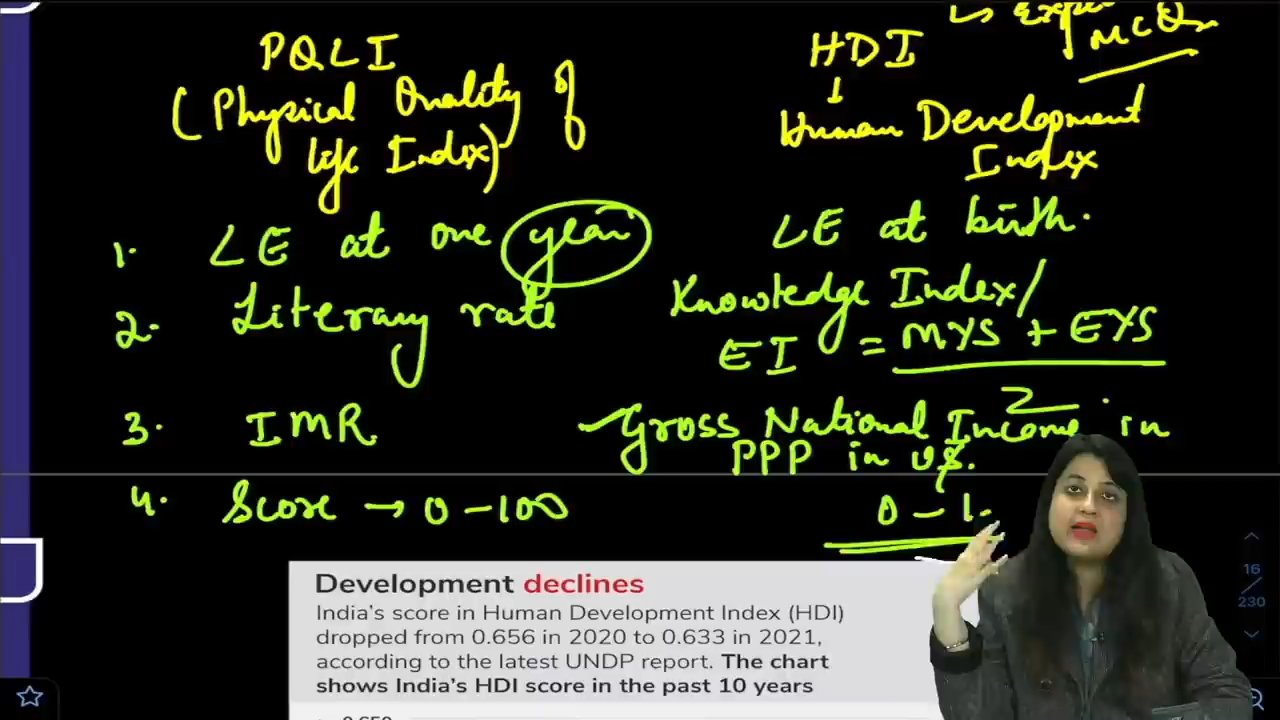 PQLI
(Physical Quality of
life Index)
HDI
↳ Exp
MCQs
↓
Human Development
Index
1. LE at one year
LE at birth.
2. Literary rate
Knowledge Index/
EI = MYS + EYS
2
3. IMR
Gross National Income in
PPP in US.
4. Score → 0-100
0-1.
Development declines
India's score in Human Development Index (HDI)
dropped from 0.656 in 2020 to 0.633 in 2021,
according to the latest UNDP report. The chart
shows India's HDI score in the past 10 years
16
230